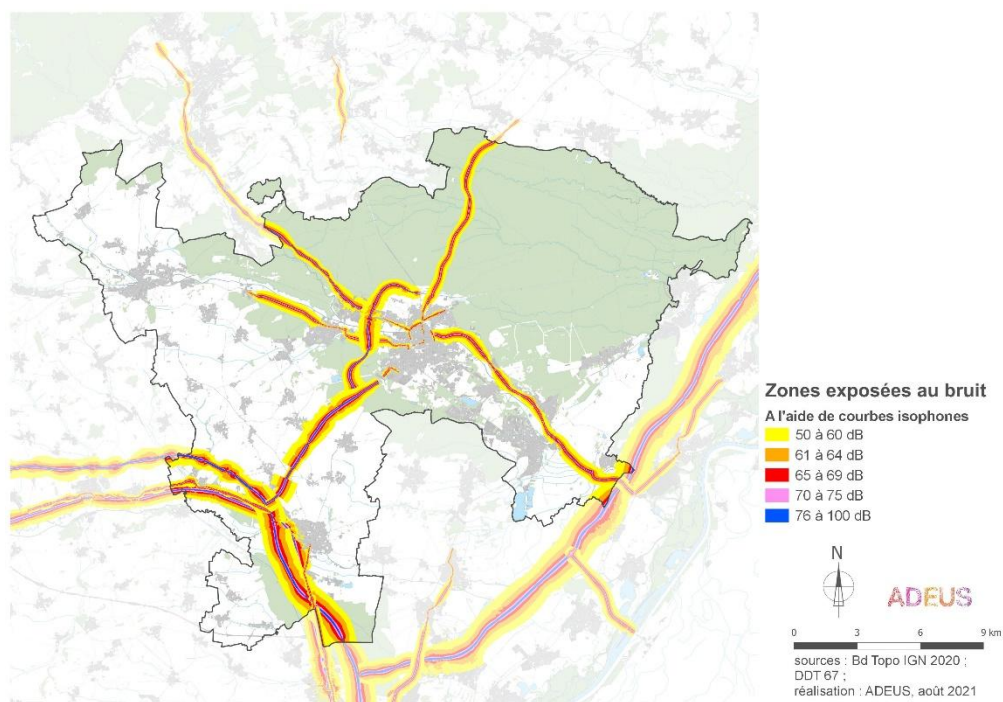 Zones exposées au bruit
A l'aide de courbes isophones
50 à 60 dB
61 à 64 dB
65 à 69 dB
70 à 75 dB
76 à 100 dB
N
ADEUS
0 3 6 9 km
sources : Bd Topo IGN 2020 ;
DDT 67 ;
réalisation : ADEUS, août 2021